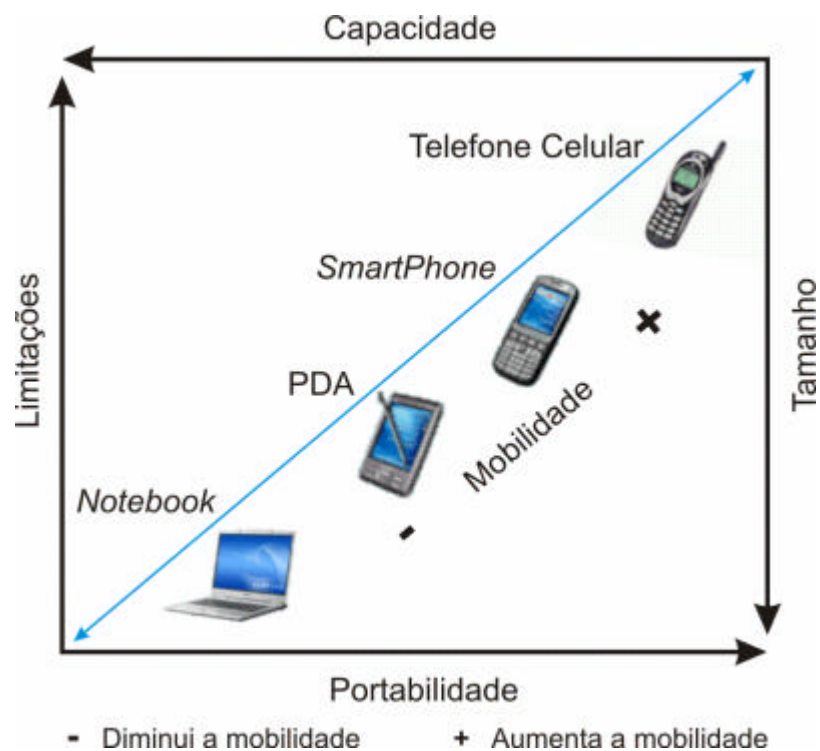 Capacidade
Telefone Celular
SmartPhone
Limitações
Tamanho
PDA
Mobilidade
Notebook
Portabilidade
- Diminui a mobilidade + Aumenta a mobilidade